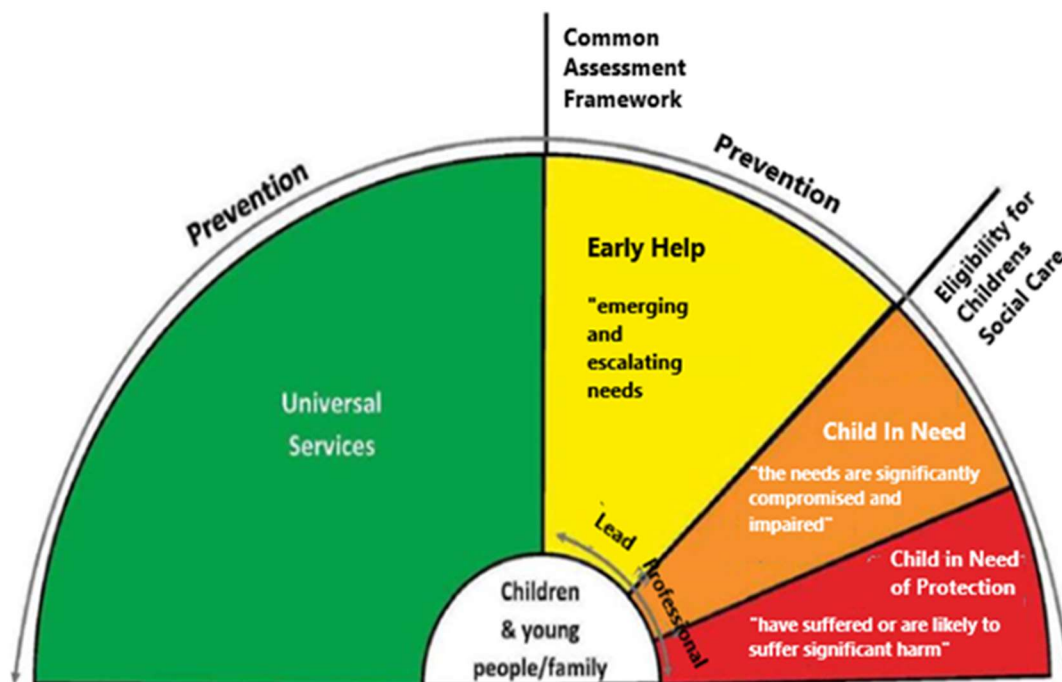 Common
Assessment
Framework
Prevention
Prevention
Eligibility for
Childrens
Social Care
Early Help
"emerging
and
escalating
needs
Universal
Services
Child In Need
"the needs are significantly
compromised and
impaired"
Lead Professional
Child in Need
of Protection
"have suffered or are likely to
suffer significant harm"
Children
& young
people/family